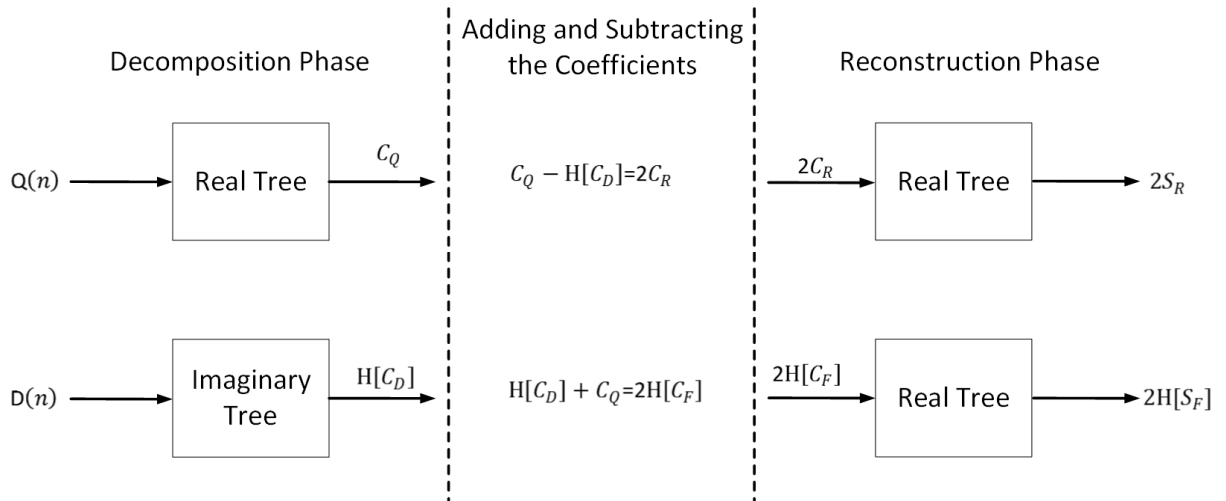 Decomposition Phase
Adding and Subtracting
the Coefficients
Reconstruction Phase
Q(n)
Real Tree
C_Q
C_Q − H[C_D]=2C_R
2C_R
Real Tree
2S_R
D(n)
Imaginary
Tree
H[C_D]
H[C_D] + C_Q=2H[C_F]
2H[C_F]
Real Tree
2H[S_F]